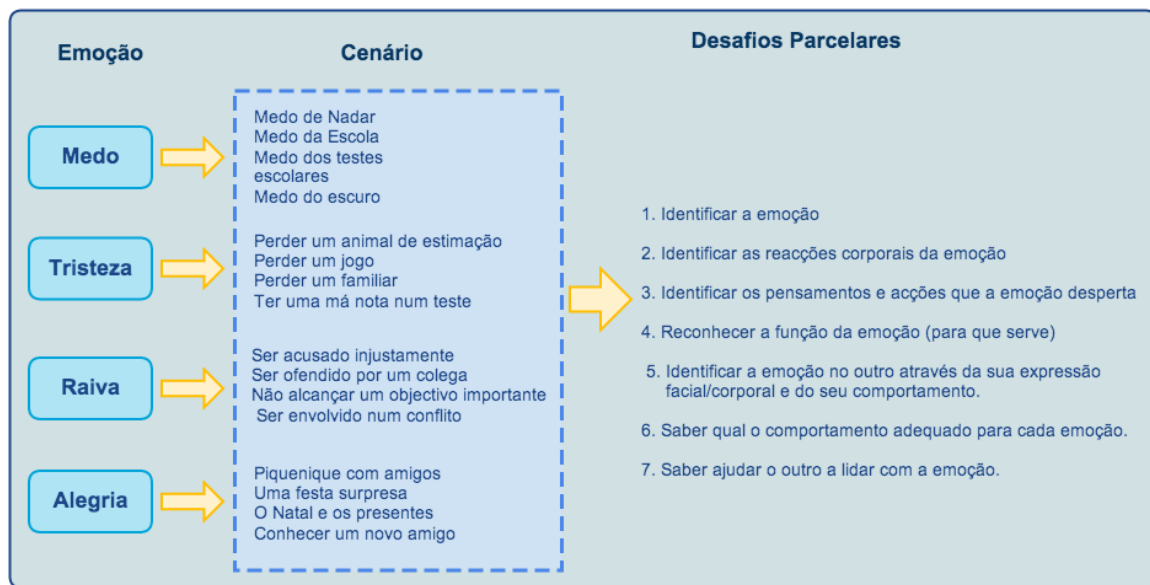 Emoção
Cenário
Desafios Parcelares
Medo
Medo de Nadar
Medo da Escola
Medo dos testes
escolares
Medo do escuro
Tristeza
Perder um animal de estimação
Perder um jogo
Perder um familiar
Ter uma má nota num teste
Raiva
Ser acusado injustamente
Ser ofendido por um colega
Não alcançar um objectivo importante
Ser envolvido num conflito
Alegria
Piquenique com amigos
Uma festa surpresa
O Natal e os presentes
Conhecer um novo amigo
1. Identificar a emoção
2. Identificar as reacções corporais da emoção
3. Identificar os pensamentos e acções que a emoção desperta
4. Reconhecer a função da emoção (para que serve)
5. Identificar a emoção no outro através da sua expressão
facial/corporal e do seu comportamento.
6. Saber qual o comportamento adequado para cada emoção.
7. Saber ajudar o outro a lidar com a emoção.